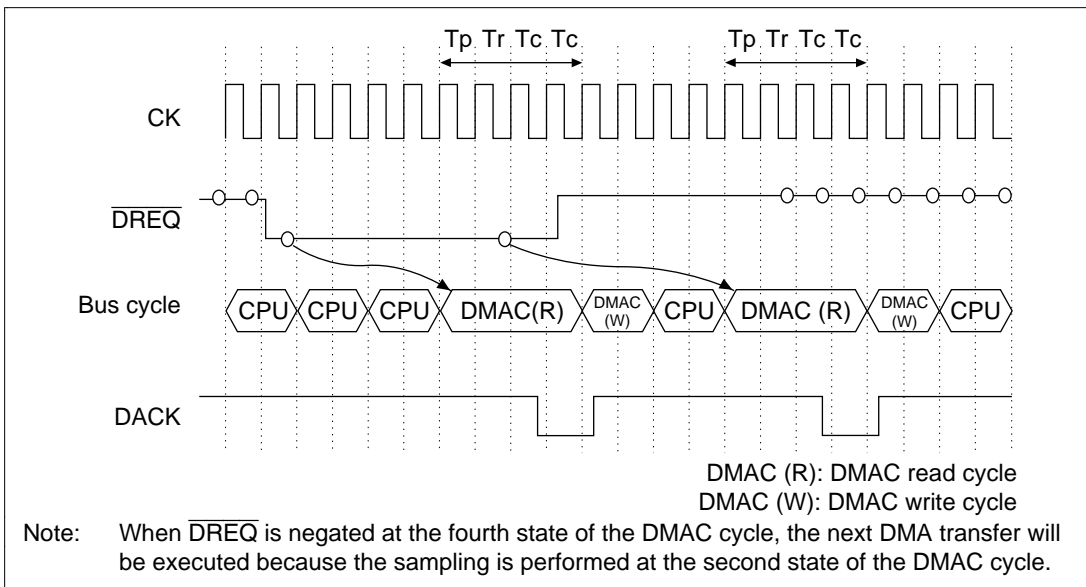 Tp Tr Tc Tc Tp Tr Tc Tc
CK
DREQ
Bus cycle CPU CPU CPU DMAC(R) DMAC (W) CPU DMAC (R) DMAC (W) CPU
DACK
DMAC (R): DMAC read cycle
DMAC (W): DMAC write cycle
Note: When DREQ is negated at the fourth state of the DMAC cycle, the next DMA transfer will
be executed because the sampling is performed at the second state of the DMAC cycle.